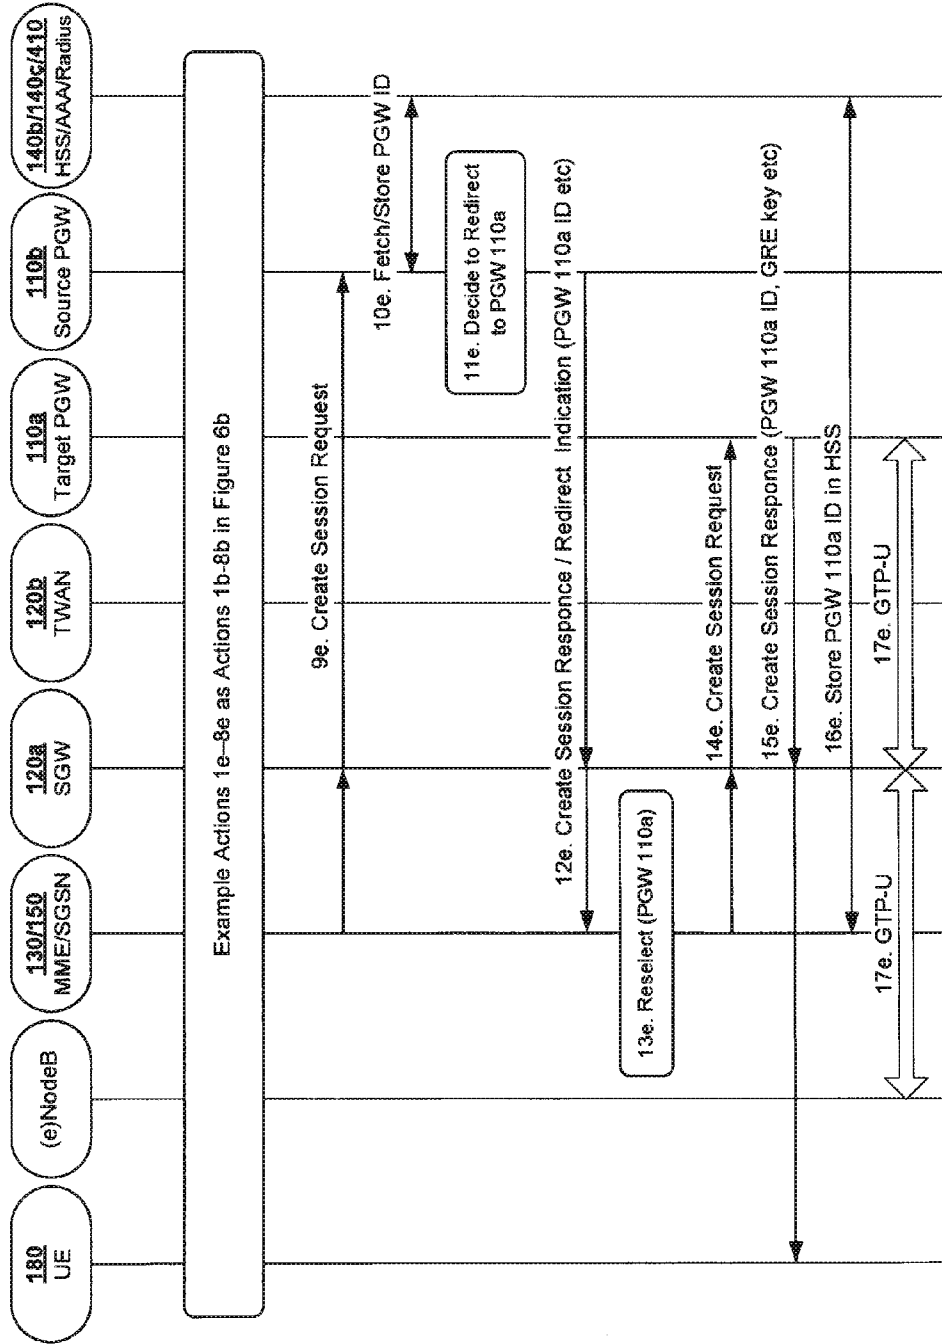 180
UE
(e)NodeB
130/150
MME/SGSN
120a
SGW
120b
TWAN
110a
Target PGW
110b
Source PGW
140b/140c/410
HSS/AAA/Radius
Example Actions 1e–8e as Actions 1b-8b in Figure 6b
9e. Create Session Request
10e. Fetch/Store PGW ID
11e. Decide to Redirect
to PGW 110a
12e. Create Session Responce / Redirect Indication (PGW 110a ID etc)
13e. Reselect (PGW 110a)
14e. Create Session Request
15e. Create Session Responce (PGW 110a ID, GRE key etc)
16e. Store PGW 110a ID in HSS
17e. GTP-U
17e. GTP-U